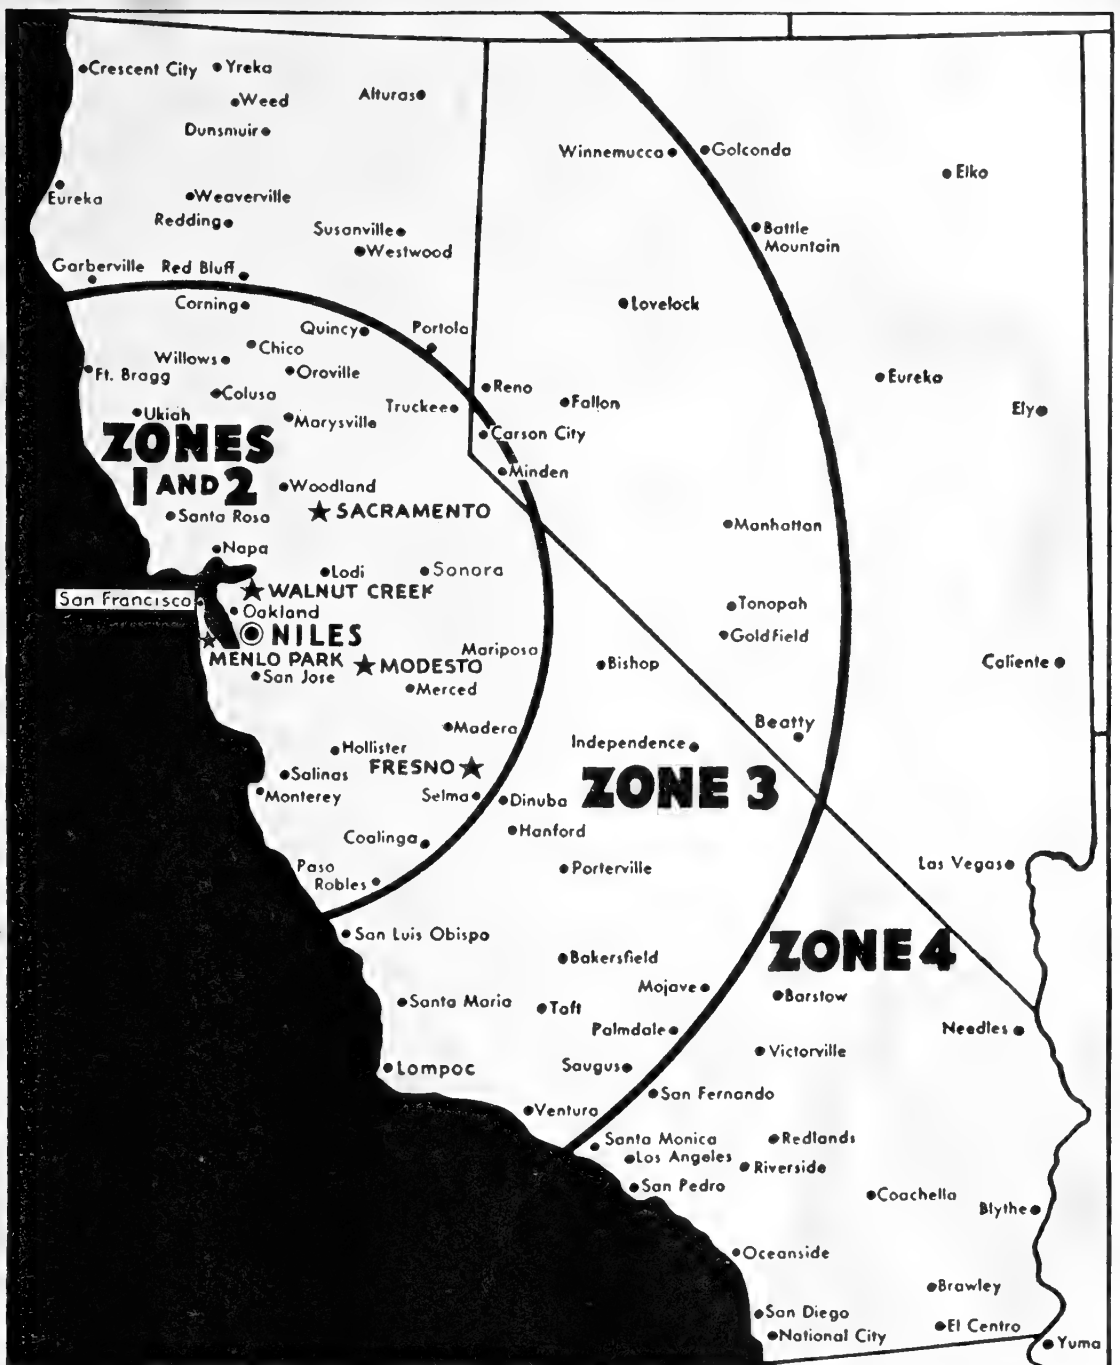 Crescent City
Yreka
Alturas
Weed
Dunsmuir
Winnemucca
Golconda
Elko
Eureka
Weaverville
Redding
Susanville
Westwood
Battle
Mountain
Garberville
Red Bluff
Corning
Lovelock
Quincy
Portola
Chico
Willows
Ft. Bragg
Oroville
Reno
Eureka
Colusa
Truckee
Fallon
Ely
Ukiah
Marysville
Carson City
ZONES
1 AND 2
Minden
Woodland
Santa Rosa
SACRAMENTO
Manhattan
Napa
Lodi
Sonora
WALNUT CREEK
San Francisco
Oakland
Tonopah
NILES
Goldfield
Mariposa
MENLO PARK
MODESTO
Bishop
Caliente
San Jose
Merced
Madera
Beatty
Hollister
Independence
FRESNO
Salinas
Monterey
Selma
Dinuba
ZONE 3
Hanford
Coalinga
Paso
Robles
Porterville
Las Vegas
San Luis Obispo
ZONE 4
Bakersfield
Mojave
Barstow
Santa Maria
Taft
Palmdale
Needles
Victorville
Lompoc
Saugus
San Fernando
Ventura
Santa Monica
Redlands
Los Angeles
Riverside
San Pedro
Coachella
Blythe
Oceanside
Brawley
San Diego
El Centro
National City
Yuma